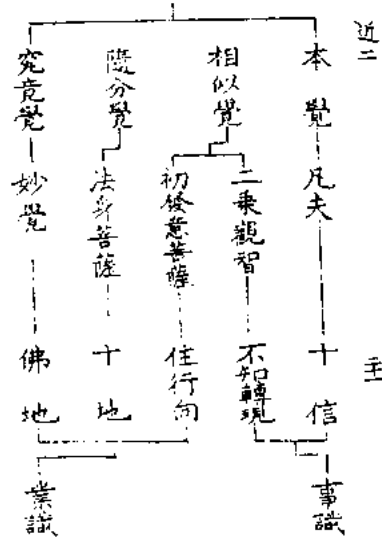 近二
本覺
凡夫
十信
相似覺
二乘觀智
不知轉現
初發意菩薩
住行向
隨分覺
法身菩薩
十地
究竟覺
妙覺
佛地
事識
業識